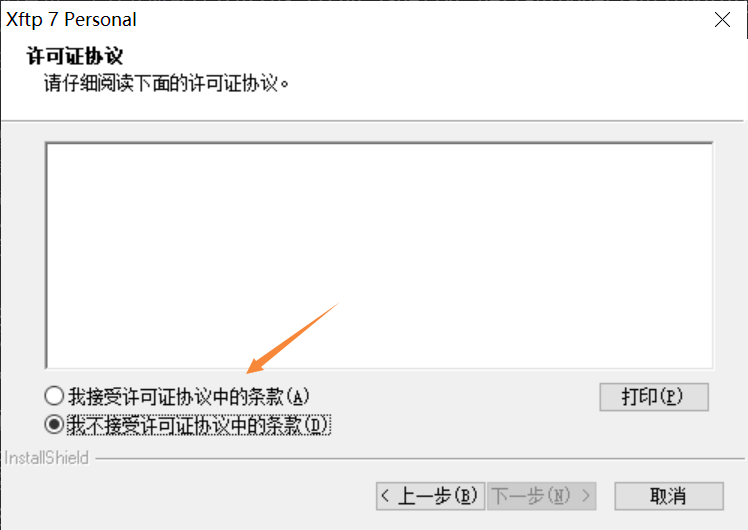 Xftp 7 Personal
许可证协议
请仔细阅读下面的许可证协议。
我接受许可证协议中的条款(A)
打印(P)
我不接受许可证协议中的条款(D)
InstallShield
< 上一步(B)
下一步(N) >
取消